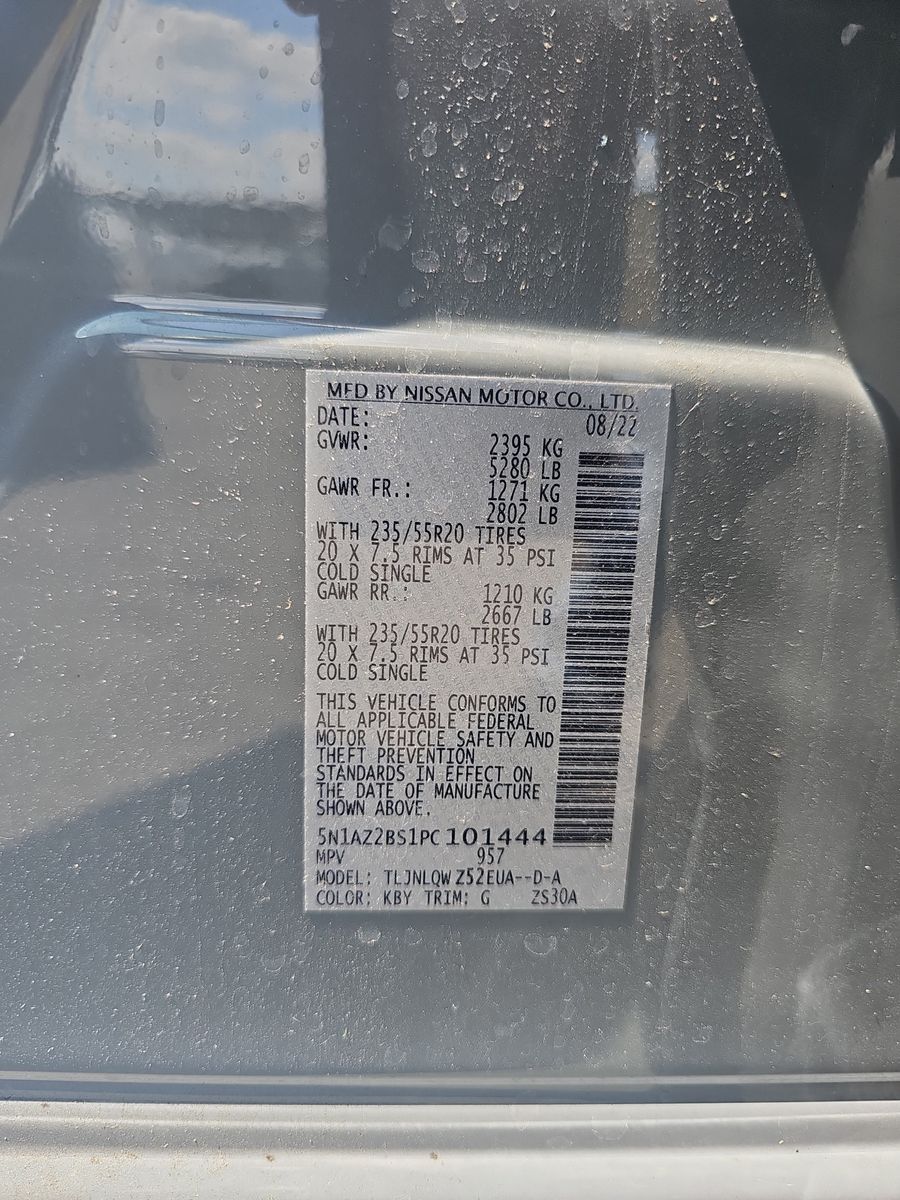 MFD BY NISSAN MOTOR CO., LTD.
DATE: 08/22
GVWR: 2395 KG
5280 LB
GAWR FR.: 1271 KG
2802 LB
WITH 235/55R20 TIRES
20 X 7.5 RIMS AT 35 PSI
COLD SINGLE
GAWR RR.: 1210 KG
2667 LB
WITH 235/55R20 TIRES
20 X 7.5 RIMS AT 35 PSI
COLD SINGLE
THIS VEHICLE CONFORMS TO
ALL APPLICABLE FEDERAL
MOTOR VEHICLE SAFETY AND
THEFT PREVENTION
STANDARDS IN EFFECT ON
THE DATE OF MANUFACTURE
SHOWN ABOVE.
5N1AZ2BS1PC101444
MPV 957
MODEL: TLJNLQW Z52EUA--D-A
COLOR: KBY TRIM: G ZS30A